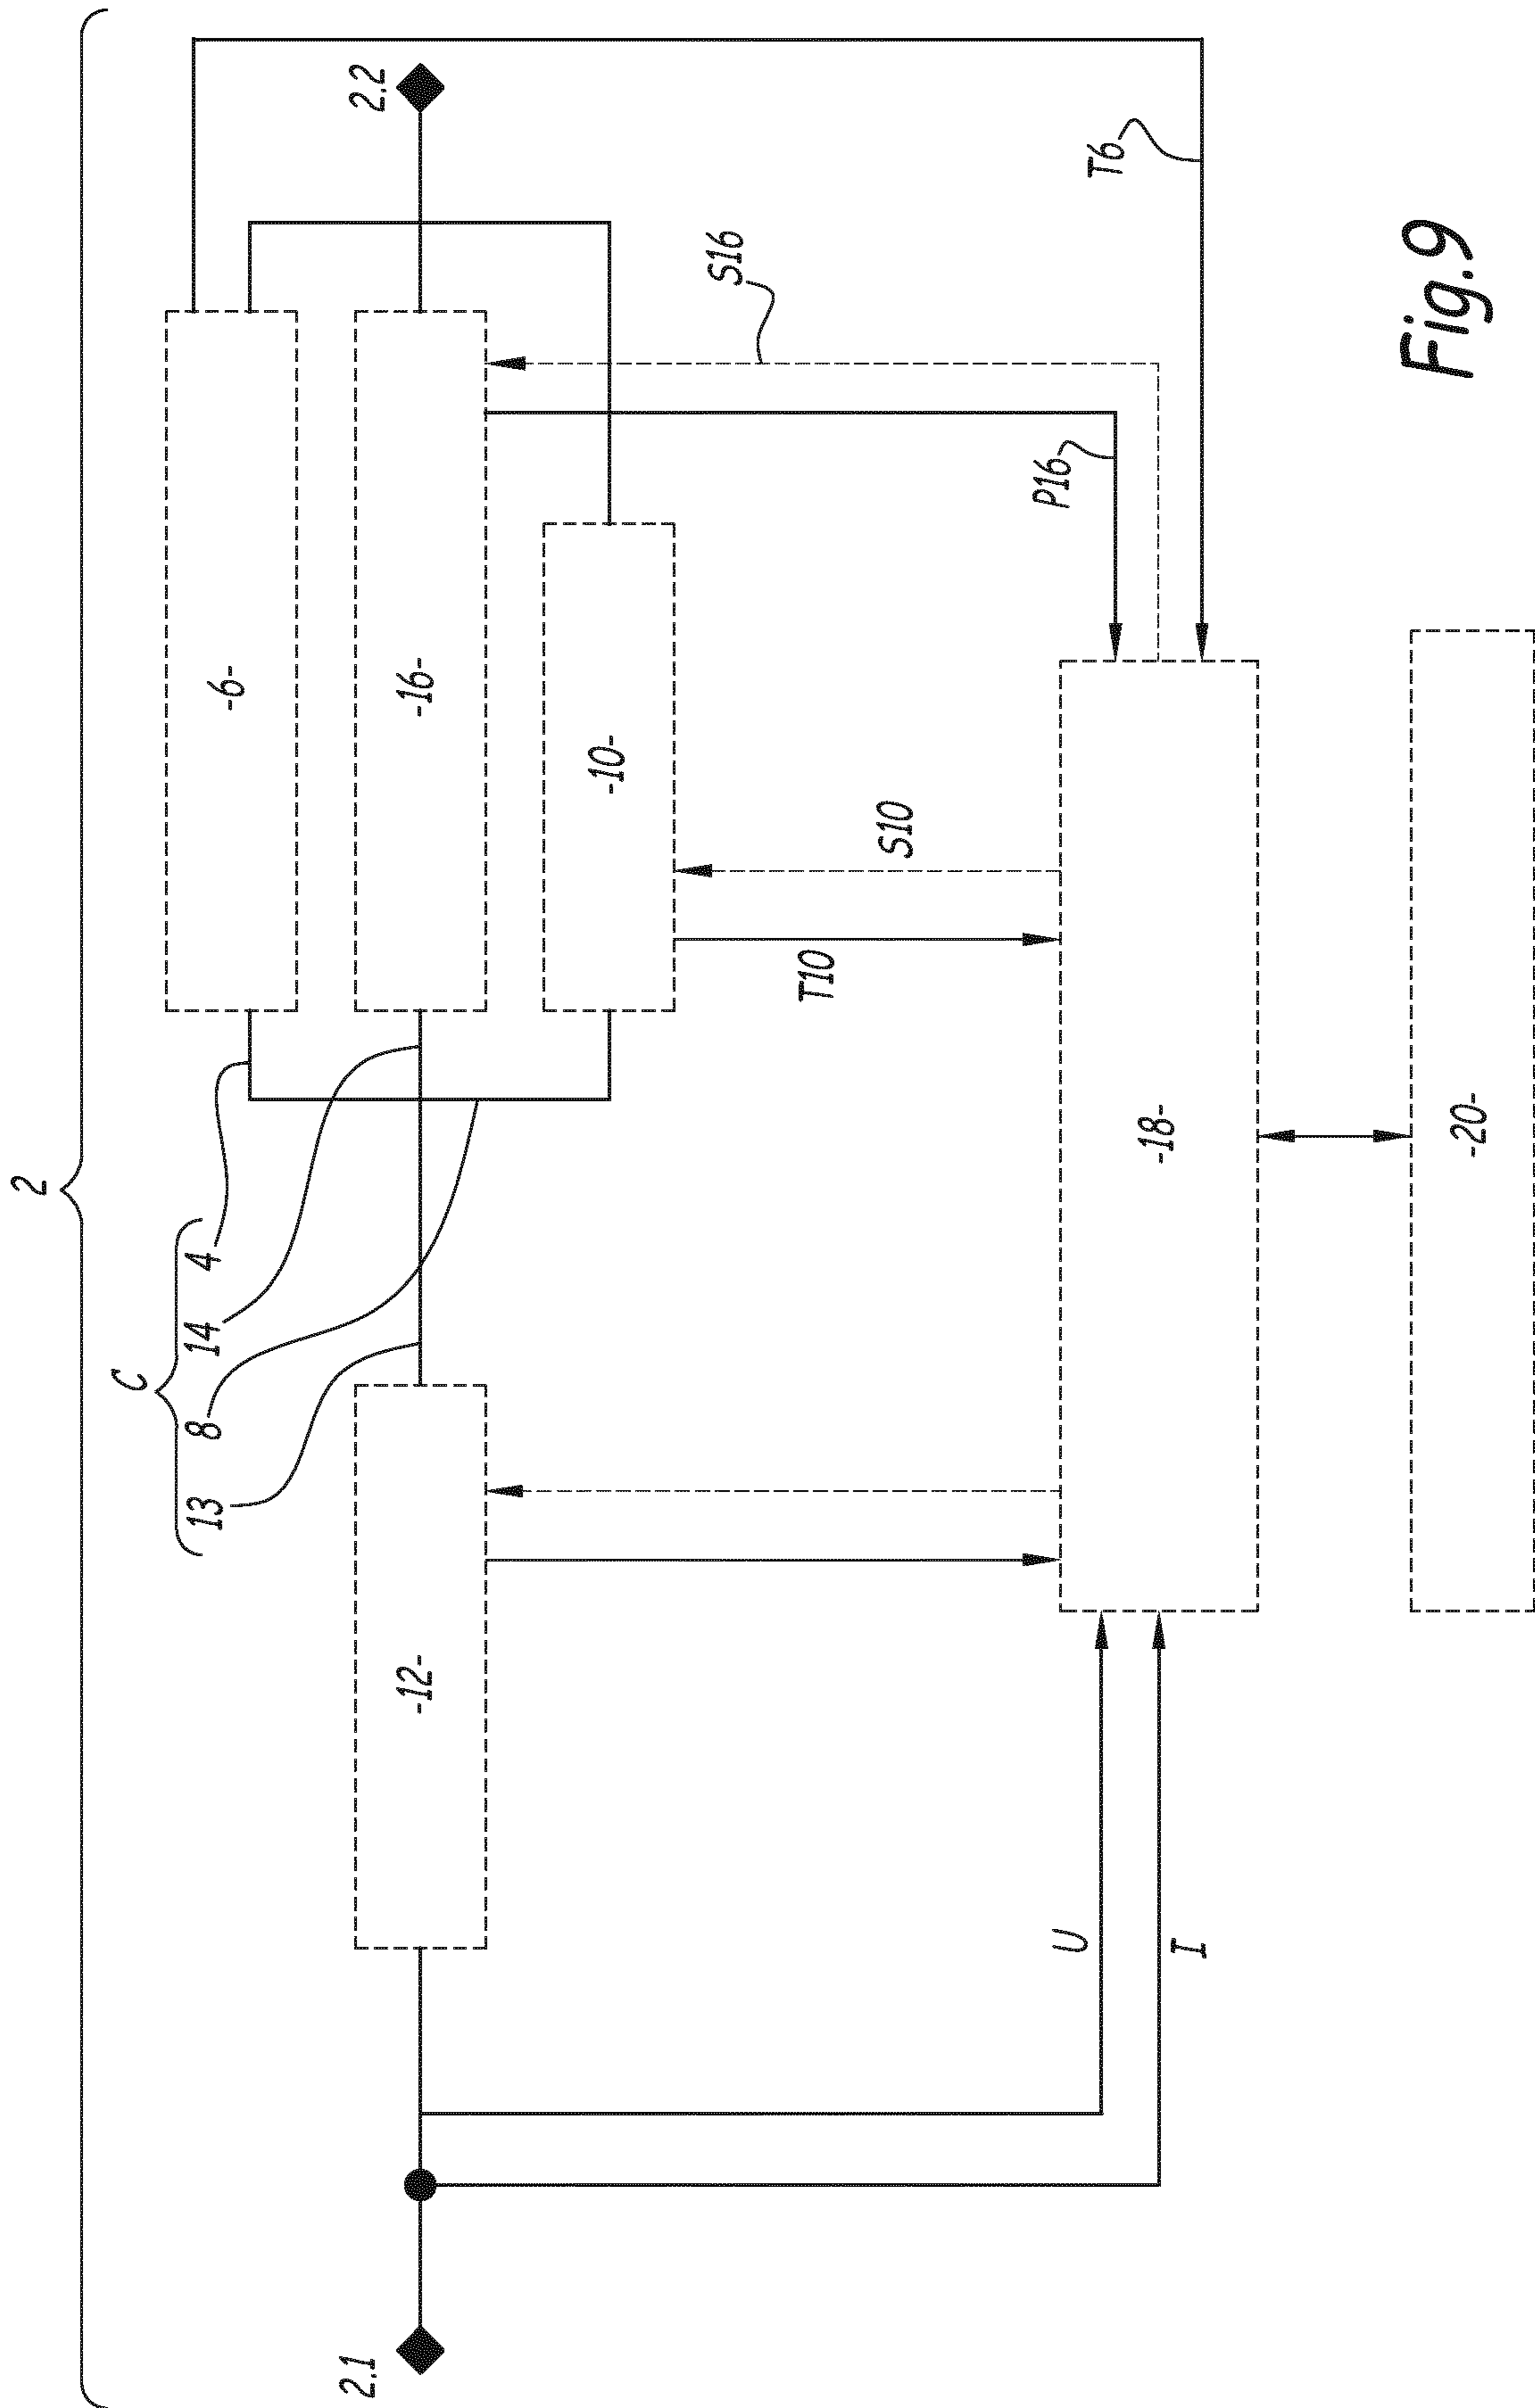 2
C
13
8
14
4
2.1
2.2
-6-
-12-
-16-
-10-
S16
T10
S10
P16
T6
U
I
-18-
-20-
Fig.9